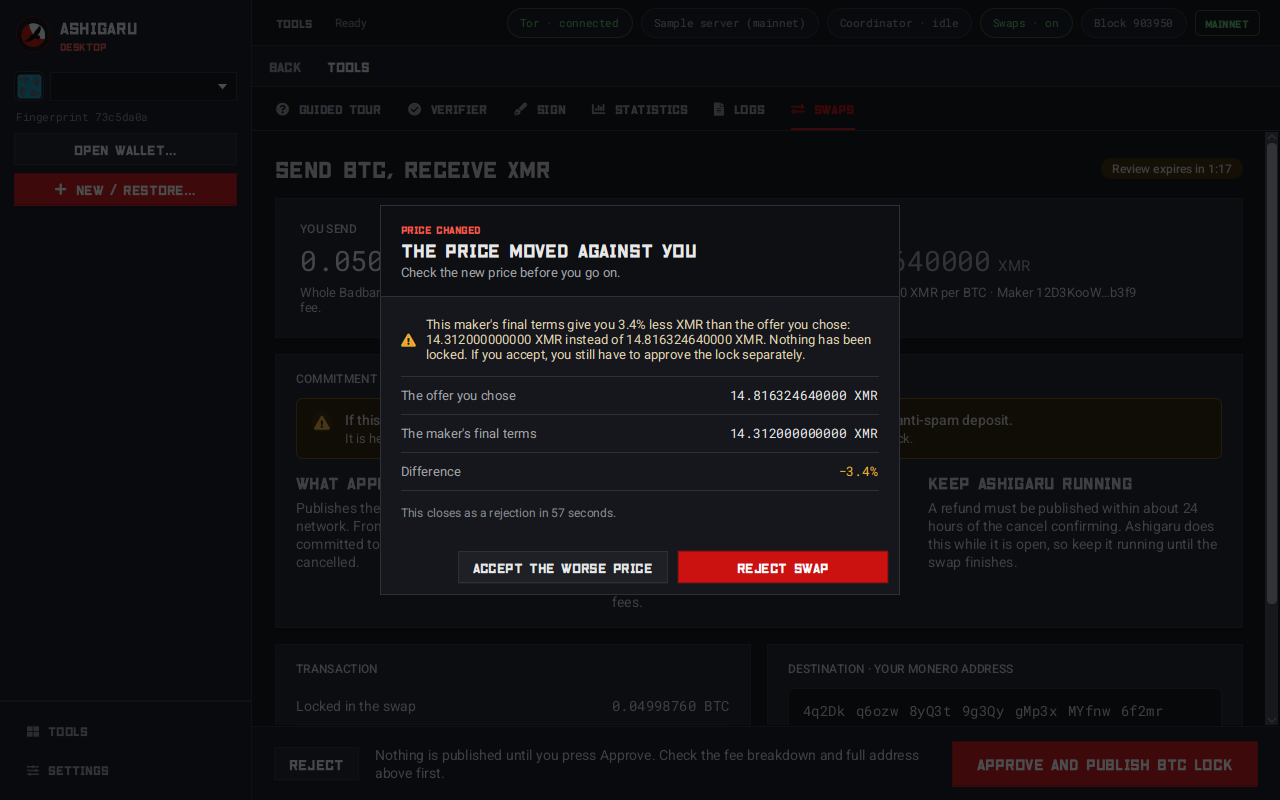 ASHIGARU
DESKTOP
Fingerprint 73c5da0a
OPEN WALLET...
+ NEW / RESTORE...
TOOLS
SETTINGS
TOOLS Ready Tor · connected Sample server (mainnet) Coordinator · idle Swaps · on Block 903950 MAINNET
BACK TOOLS
GUIDED TOUR VERIFIER SIGN STATISTICS LOGS SWAPS
SEND BTC, RECEIVE XMR Review expires in 1:17
YOU SEND
0.050 640000 XMR
Whole Badbar 0 XMR per BTC · Maker 12D3KooW…b3f9
fee.
COMMITMENT
If this anti-spam deposit.
It is he ck.
WHAT APP
Publishes the
network. From
committed to
cancelled.
fees.
KEEP ASHIGARU RUNNING
A refund must be published within about 24
hours of the cancel confirming. Ashigaru does
this while it is open, so keep it running until the
swap finishes.
PRICE CHANGED
THE PRICE MOVED AGAINST YOU
Check the new price before you go on.
This maker's final terms give you 3.4% less XMR than the offer you chose:
14.312000000000 XMR instead of 14.816324640000 XMR. Nothing has been
locked. If you accept, you still have to approve the lock separately.
The offer you chose 14.816324640000 XMR
The maker's final terms 14.312000000000 XMR
Difference −3.4%
This closes as a rejection in 57 seconds.
ACCEPT THE WORSE PRICE REJECT SWAP
TRANSACTION
Locked in the swap 0.04998760 BTC
DESTINATION · YOUR MONERO ADDRESS
4q2Dk q6ozw 8yQ3t 9g3Qy gMp3x MYfnw 6f2mr
REJECT
Nothing is published until you press Approve. Check the fee breakdown and full address
above first.
APPROVE AND PUBLISH BTC LOCK